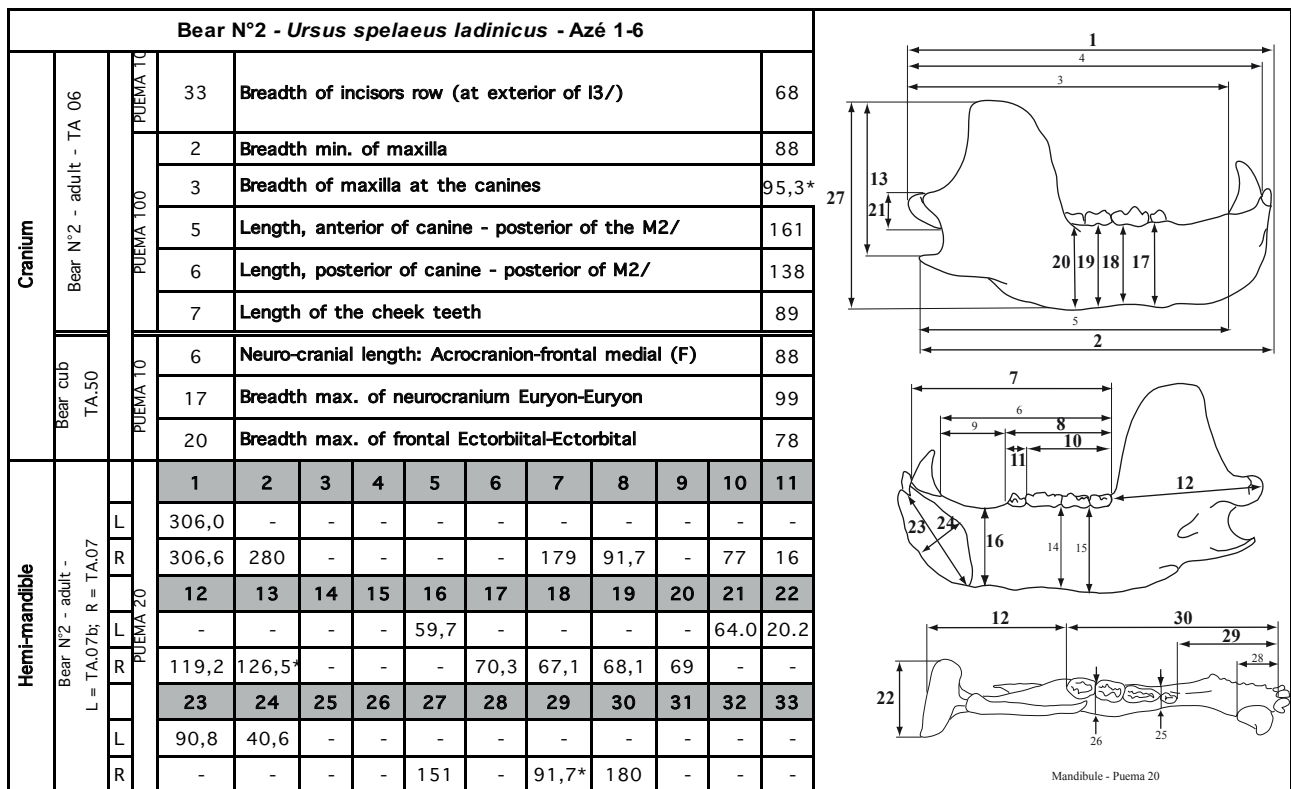 Bear N°2 - Ursus spelaeus ladinicus - Azé 1-6
Cranium
Bear N°2 - adult - TA 06
PUEMA 10
33 Breadth of incisors row (at exterior of I3/) 68
PUEMA 100
2 Breadth min. of maxilla 88
3 Breadth of maxilla at the canines 95,3*
5 Length, anterior of canine - posterior of the M2/ 161
6 Length, posterior of canine - posterior of M2/ 138
7 Length of the cheek teeth 89
Bear cub
TA.50
PUEMA 10
6 Neuro-cranial length: Acrocranion-frontal medial (F) 88
17 Breadth max. of neurocranium Euryon-Euryon 99
20 Breadth max. of frontal Ectorbiital-Ectorbital 78
Hemi-mandible
Bear N°2 - adult -
L = TA.07b; R = TA.07
PUEMA 20
1 2 3 4 5 6 7 8 9 10 11
L 306,0 - - - - - - - - - -
R 306,6 280 - - - - 179 91,7 - 77 16
12 13 14 15 16 17 18 19 20 21 22
L - - - - 59,7 - - - - 64.0 20.2
R 119,2 126,5* - - - 70,3 67,1 68,1 69 - -
23 24 25 26 27 28 29 30 31 32 33
L 90,8 40,6 - - - - - - - - -
R - - - - 151 - 91,7* 180 - - -
1
4
3
13
27
21
20 19 18 17
5
2
7
6
9 8
10
11
12
23 24
16
14 15
12 30
29
28
22
26 25
Mandibule - Puema 20